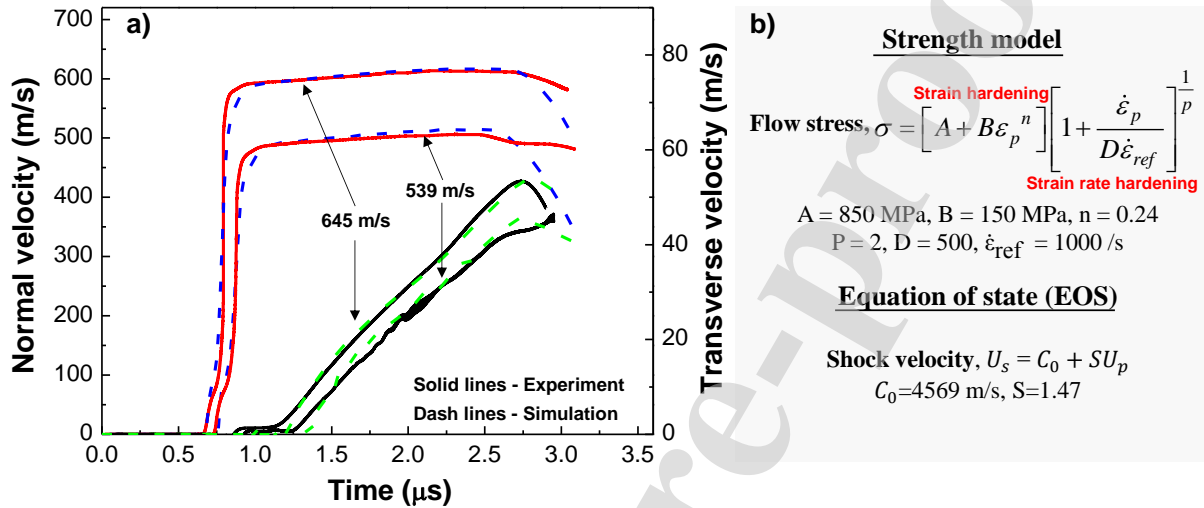 a)
Normal velocity (m/s)
700
600
500
400
300
200
100
0
0.0 0.5 1.0 1.5 2.0 2.5 3.0 3.5
Time (μs)
80
60
40
20
0
Transverse velocity (m/s)
645 m/s
539 m/s
Solid lines - Experiment
Dash lines - Simulation
b)
Strength model
Strain hardening
Flow stress, σ = [A + Bε_p^n][1 + ε̇_p / Dε̇_ref]^{1/p}
Strain rate hardening
A = 850 MPa, B = 150 MPa, n = 0.24
P = 2, D = 500, ε̇_ref = 1000 /s
Equation of state (EOS)
Shock velocity, U_s = C_0 + SU_p
C_0=4569 m/s, S=1.47
re-pro